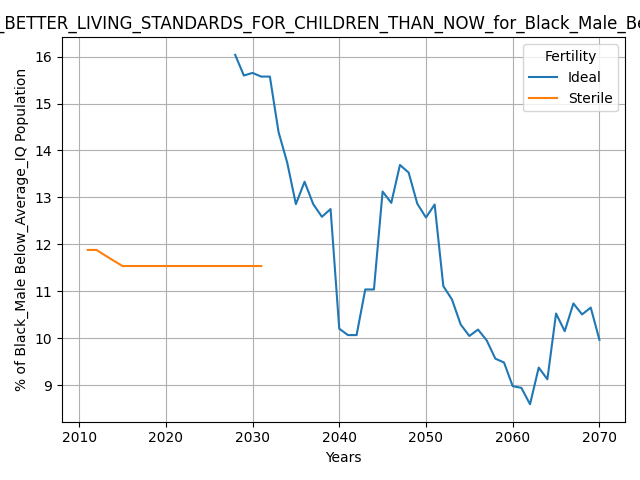 _BETTER_LIVING_STANDARDS_FOR_CHILDREN_THAN_NOW_for_Black_Male_Be
% of Black_Male Below_Average_IQ Population
16
15
14
13
12
11
10
9
Fertility
Ideal
Sterile
2010 2020 2030 2040 2050 2060 2070
Years